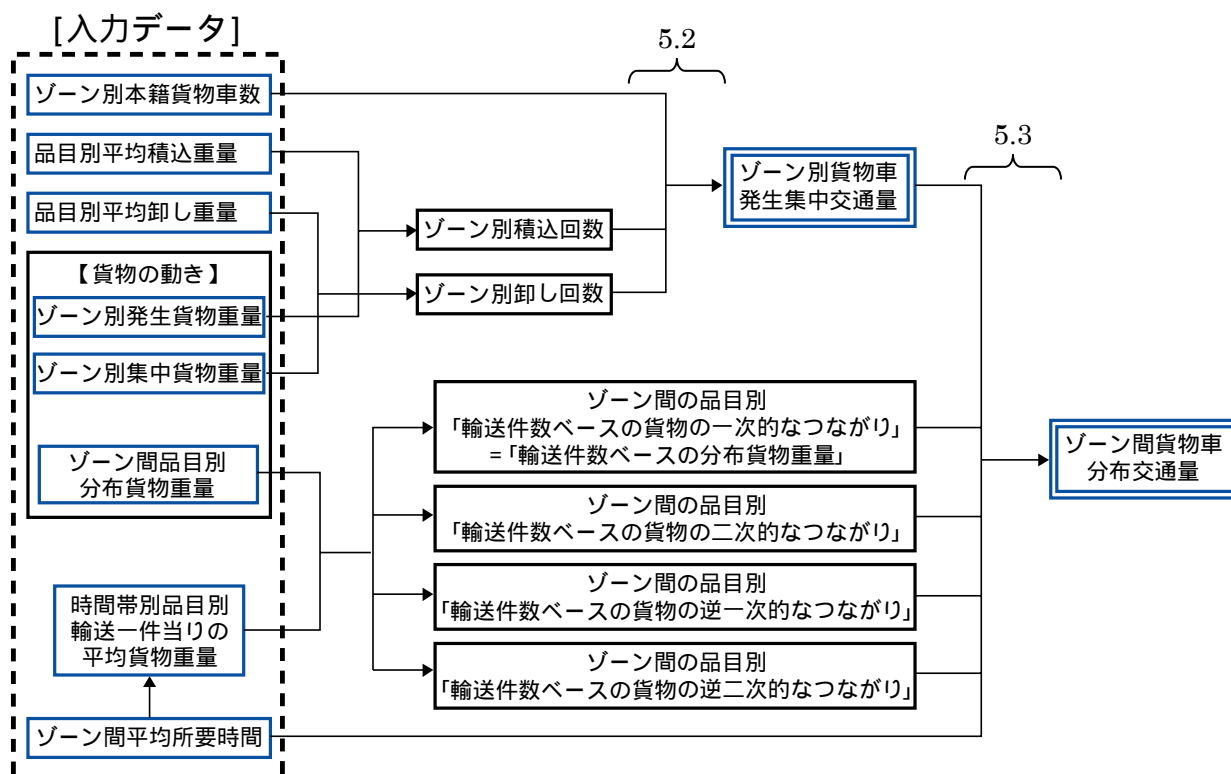 [入力データ]
ゾーン別本籍貨物車数
品目別平均積込重量
品目別平均卸し重量
【貨物の動き】
ゾーン別発生貨物重量
ゾーン別集中貨物重量
ゾーン間品目別
分布貨物重量
時間帯別品目別
輸送一件当りの
平均貨物重量
ゾーン間平均所要時間
ゾーン別積込回数
ゾーン別卸し回数
ゾーン間の品目別
「輸送件数ベースの貨物の一次的なつながり」
=「輸送件数ベースの分布貨物重量」
ゾーン間の品目別
「輸送件数ベースの貨物の二次的なつながり」
ゾーン間の品目別
「輸送件数ベースの貨物の逆一次的なつながり」
ゾーン間の品目別
「輸送件数ベースの貨物の逆二次的なつながり」
5.2
ゾーン別貨物車
発生集中交通量
5.3
ゾーン間貨物車
分布交通量